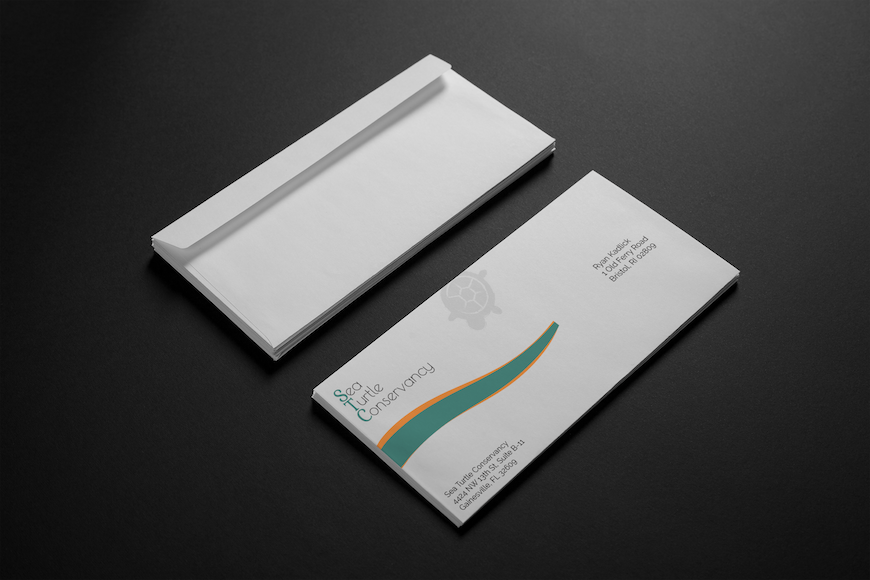 Sea
Turtle
Conservancy
Ryan Kadlick
1 Old Ferry Road
Bristol, RI 02809
Sea Turtle Conservancy
4424 NW 13th St. Suite B-11
Gainesville, FL 32609